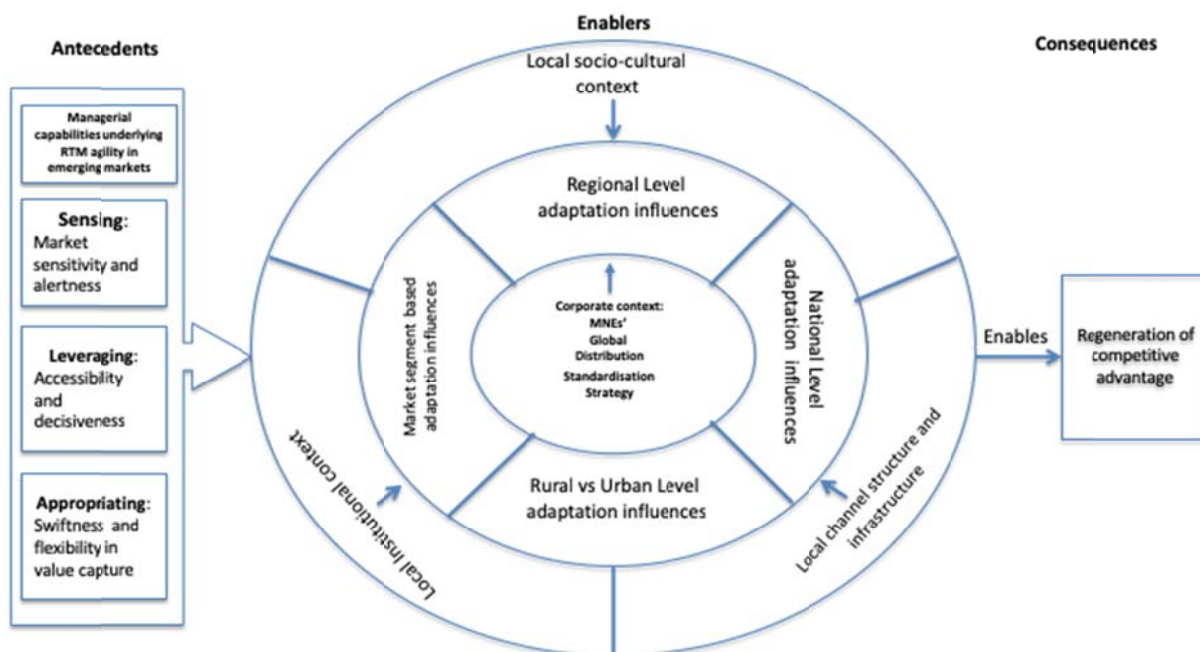 Antecedents
Managerial
capabilities underlying
RTM agility in
emerging markets
Sensing:
Market
sensitivity and
alertness
Leveraging:
Accessibility
and
decisiveness
Appropriating:
Swiftness and
flexibility in
value capture
Enablers
Local socio-cultural
context
Regional Level
adaptation influences
Market segment based
adaptation influences
Corporate context:
MNEs'
Global
Distribution
Standardisation
Strategy
National Level
adaptation influences
Rural vs Urban Level
adaptation influences
Local Institutional context
Local channel structure and
infrastructure
Consequences
Enables
Regeneration of
competitive
advantage